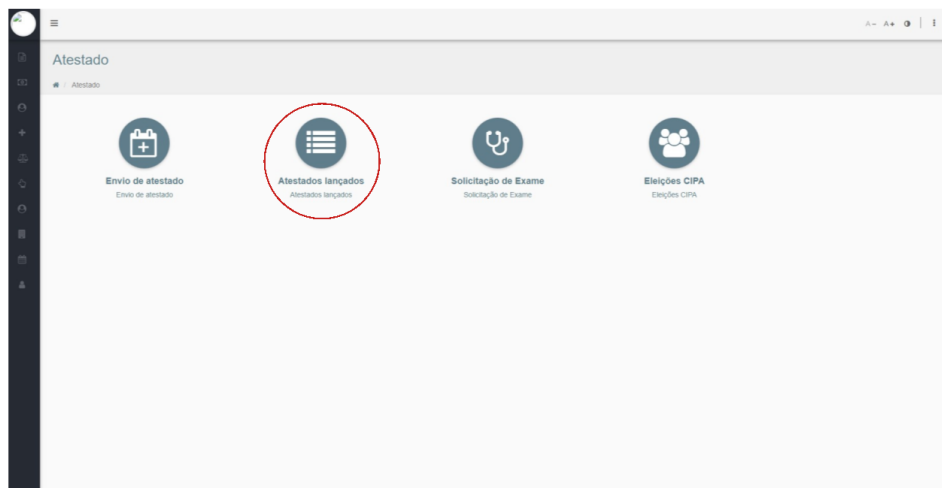 A− A+
Atestado
/ Atestado
Envio de atestado
Envio de atestado
Atestados lançados
Atestados lançados
Solicitação de Exame
Solicitação de Exame
Eleições CIPA
Eleições CIPA